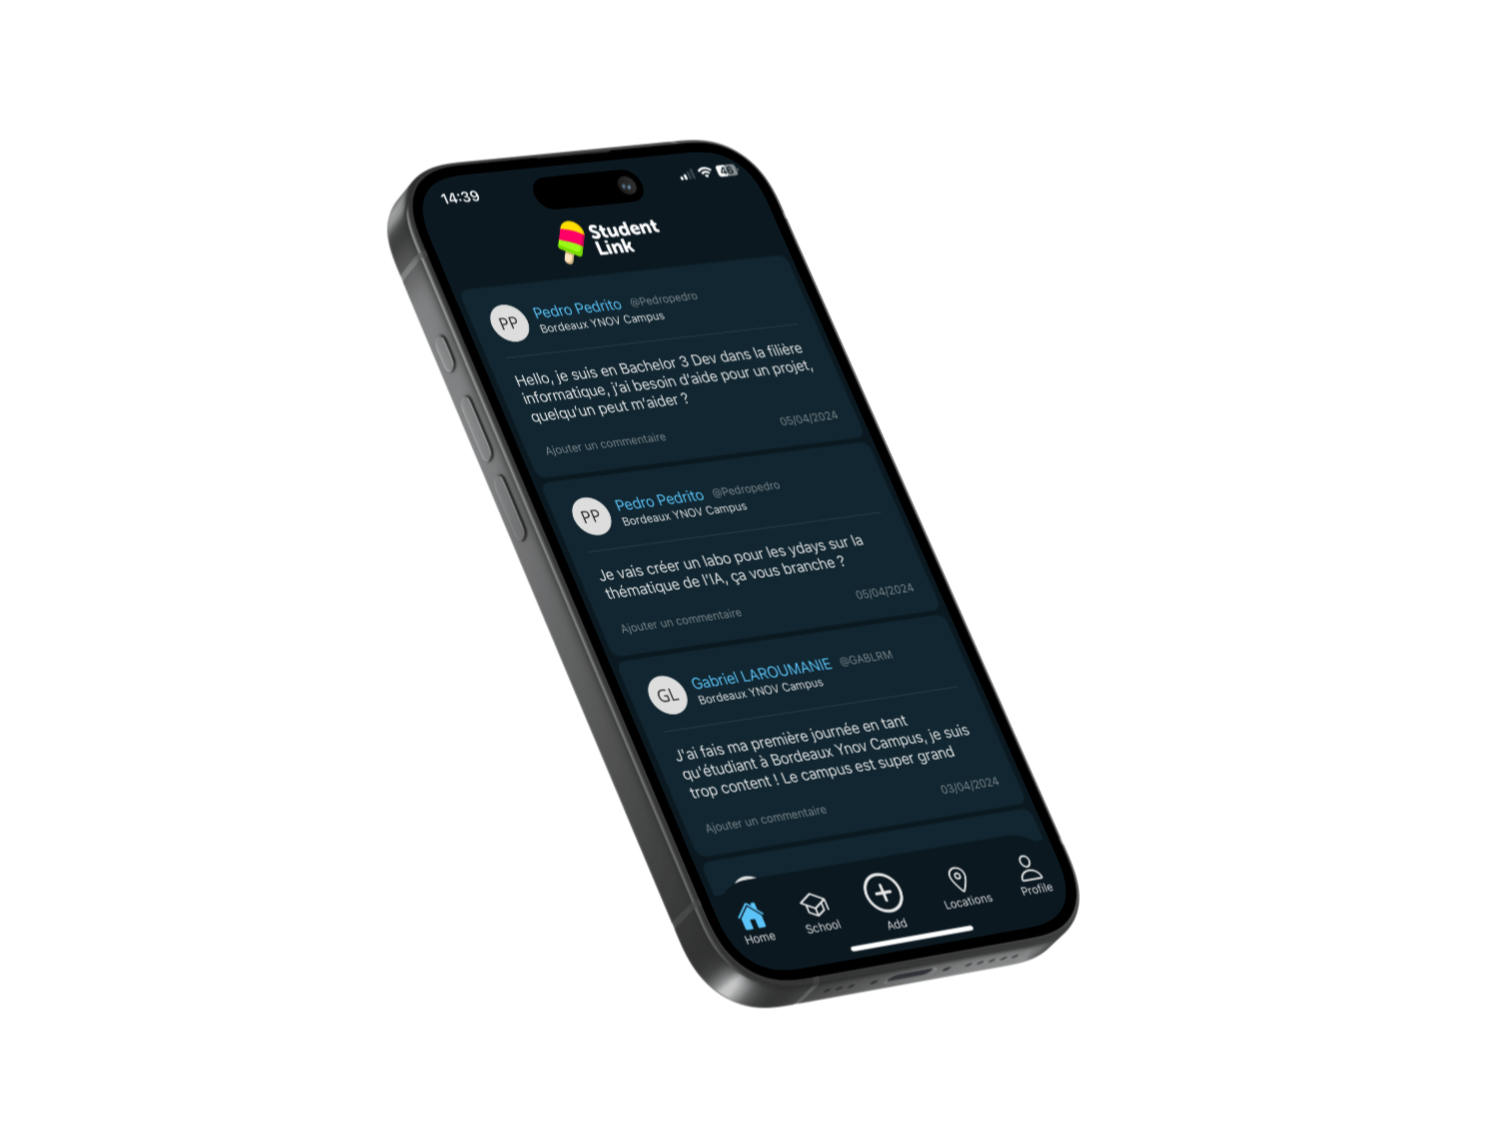 14:39
46
Student
Link
PP
Pedro Pedrito @Pedropedro
Bordeaux YNOV Campus
Hello, je suis en Bachelor 3 Dev dans la filière
informatique, j'ai besoin d'aide pour un projet,
quelqu'un peut m'aider ?
Ajouter un commentaire
05/04/2024
PP
Pedro Pedrito @Pedropedro
Bordeaux YNOV Campus
Je vais créer un labo pour les ydays sur la
thématique de l'IA, ça vous branche ?
Ajouter un commentaire
05/04/2024
GL
Gabriel LAROUMANIE @GABLRM
Bordeaux YNOV Campus
J'ai fais ma première journée en tant
qu'étudiant à Bordeaux Ynov Campus, je suis
trop content ! Le campus est super grand
Ajouter un commentaire
03/04/2024
Home
School
Add
Locations
Profile